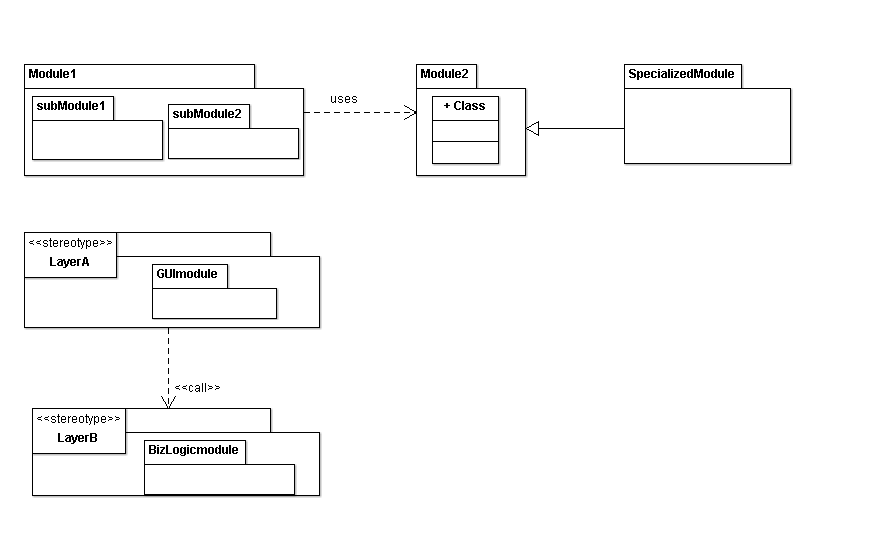 Module1
subModule1
subModule2
uses
Module2
+ Class
SpecializedModule
<<stereotype>>
LayerA
GUImodule
<<call>>
<<stereotype>>
LayerB
BizLogicmodule